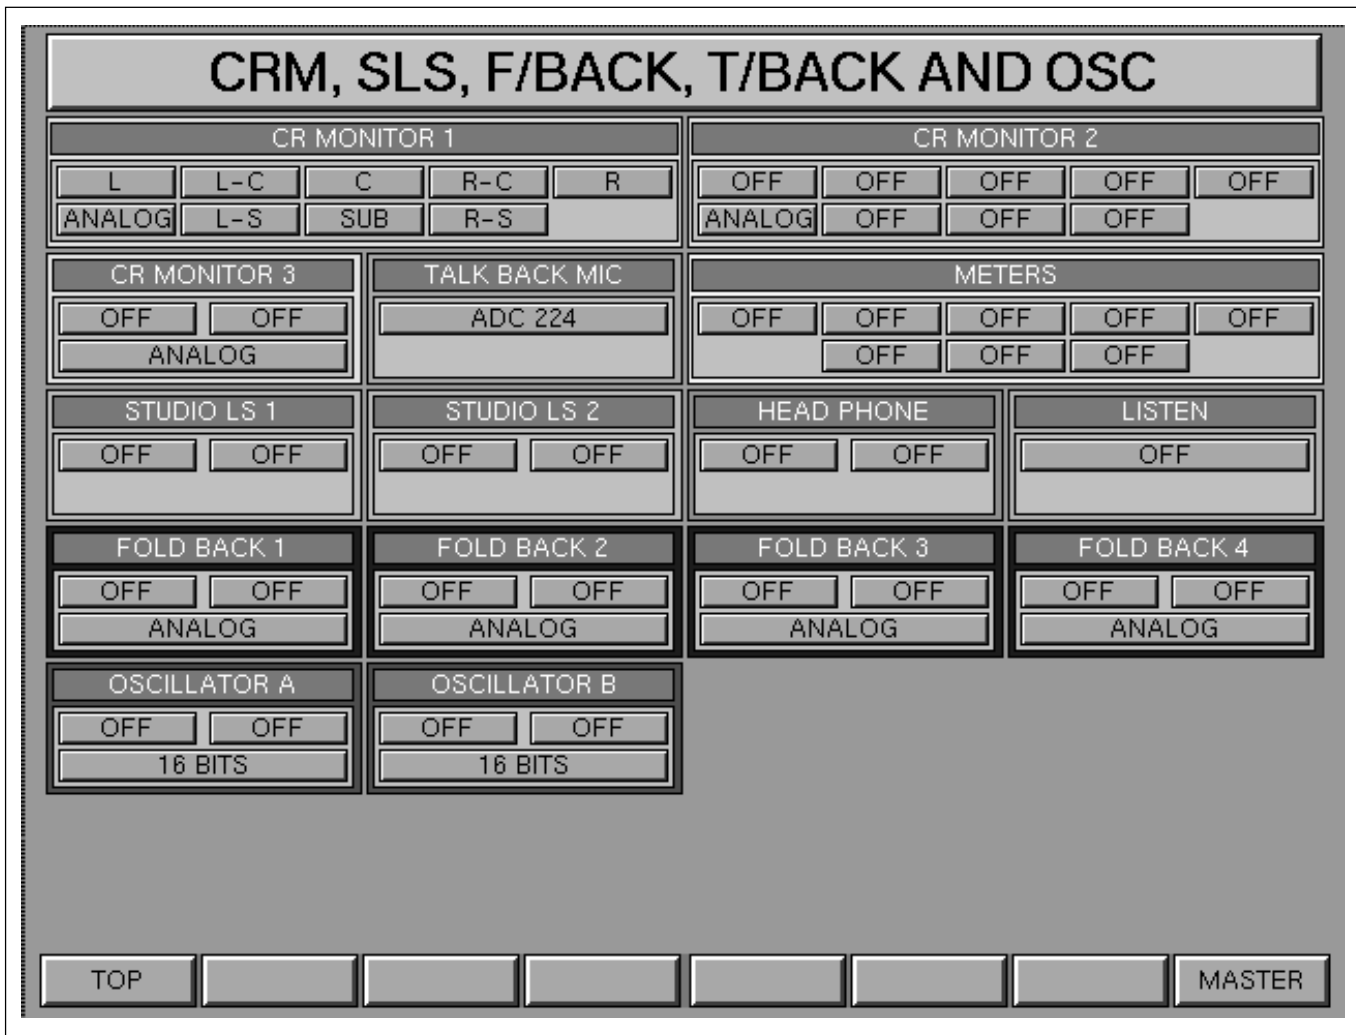 CRM, SLS, F/BACK, T/BACK AND OSC
CR MONITOR 1
L L-C C R-C R
ANALOG L-S SUB R-S
CR MONITOR 2
OFF OFF OFF OFF OFF
ANALOG OFF OFF OFF
CR MONITOR 3
OFF OFF
ANALOG
TALK BACK MIC
ADC 224
METERS
OFF OFF OFF OFF OFF
OFF OFF OFF
STUDIO LS 1
OFF OFF
STUDIO LS 2
OFF OFF
HEAD PHONE
OFF OFF
LISTEN
OFF
FOLD BACK 1
OFF OFF
ANALOG
FOLD BACK 2
OFF OFF
ANALOG
FOLD BACK 3
OFF OFF
ANALOG
FOLD BACK 4
OFF OFF
ANALOG
OSCILLATOR A
OFF OFF
16 BITS
OSCILLATOR B
OFF OFF
16 BITS
TOP MASTER